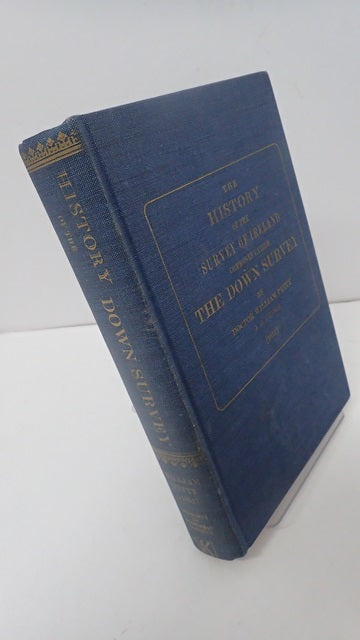 THE
HISTORY
OF THE
SURVEY OF IRELAND
COMMONLY CALLED
THE DOWN SURVEY
BY
DOCTOR WILLIAM PETTY
HISTORY
OF THE
DOWN SURVEY
PETTY